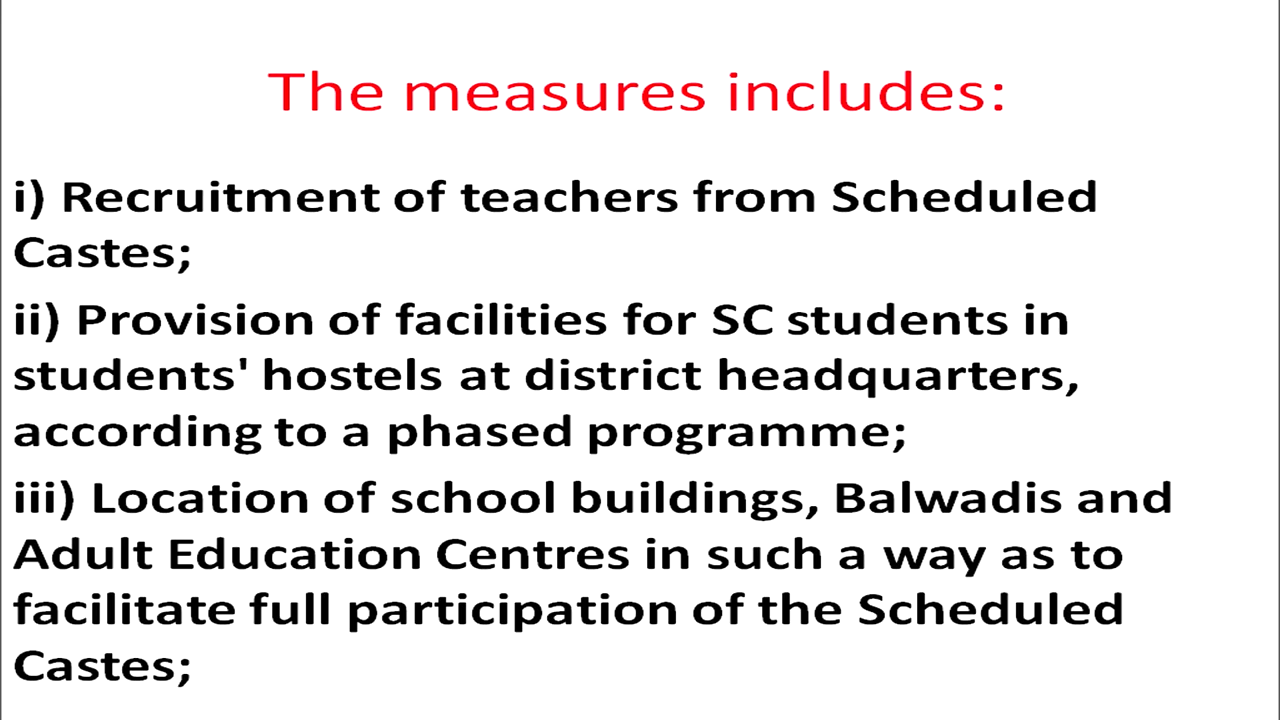 The measures includes:
i) Recruitment of teachers from Scheduled
Castes;
ii) Provision of facilities for SC students in
students' hostels at district headquarters,
according to a phased programme;
iii) Location of school buildings, Balwadis and
Adult Education Centres in such a way as to
facilitate full participation of the Scheduled
Castes;